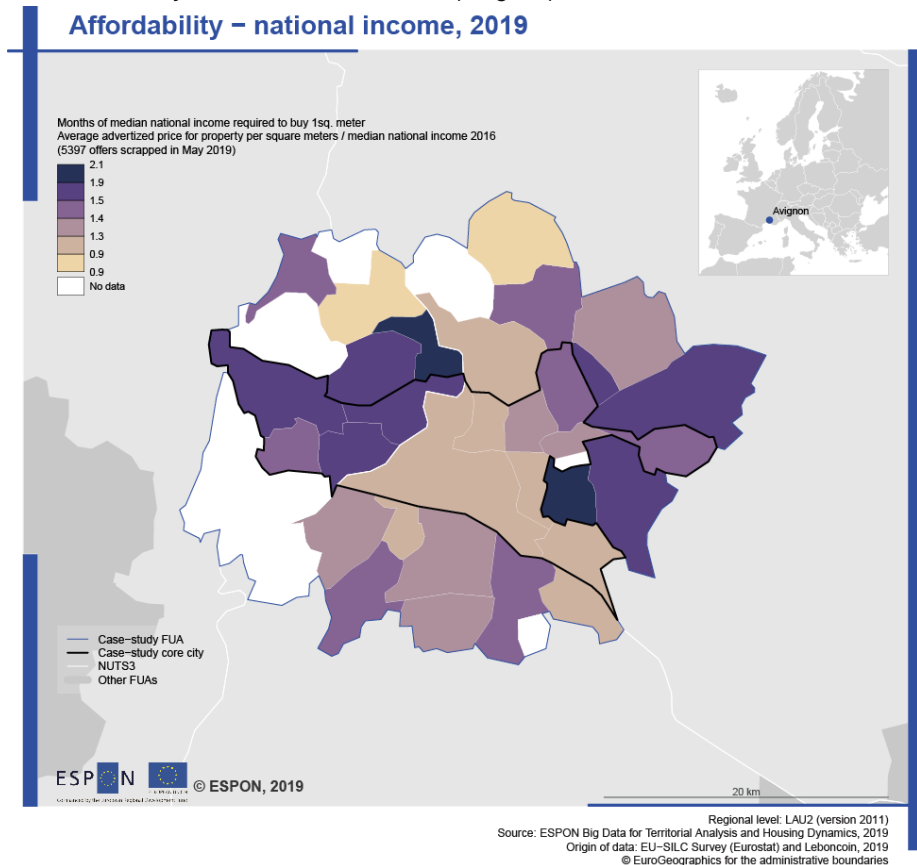 Affordability − national income, 2019
Months of median national income required to buy 1sq. meter
Average advertized price for property per square meters / median national income 2016
(5397 offers scrapped in May 2019)
2.1
1.9
1.5
1.4
1.3
0.9
0.9
No data
Avignon
Case−study FUA
Case−study core city
NUTS3
Other FUAs
ESPON
© ESPON, 2019
20 km
Regional level: LAU2 (version 2011)
Source: ESPON Big Data for Territorial Analysis and Housing Dynamics, 2019
Origin of data: EU−SILC Survey (Eurostat) and Leboncoin, 2019
© EuroGeographics for the administrative boundaries